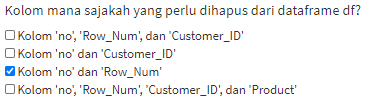 Kolom mana sajakah yang perlu dihapus dari dataframe df?
Kolom 'no', 'Row_Num', dan 'Customer_ID'
Kolom 'no' dan 'Customer_ID'
Kolom 'no' dan 'Row_Num'
Kolom 'no', 'Row_Num', 'Customer_ID', dan 'Product'